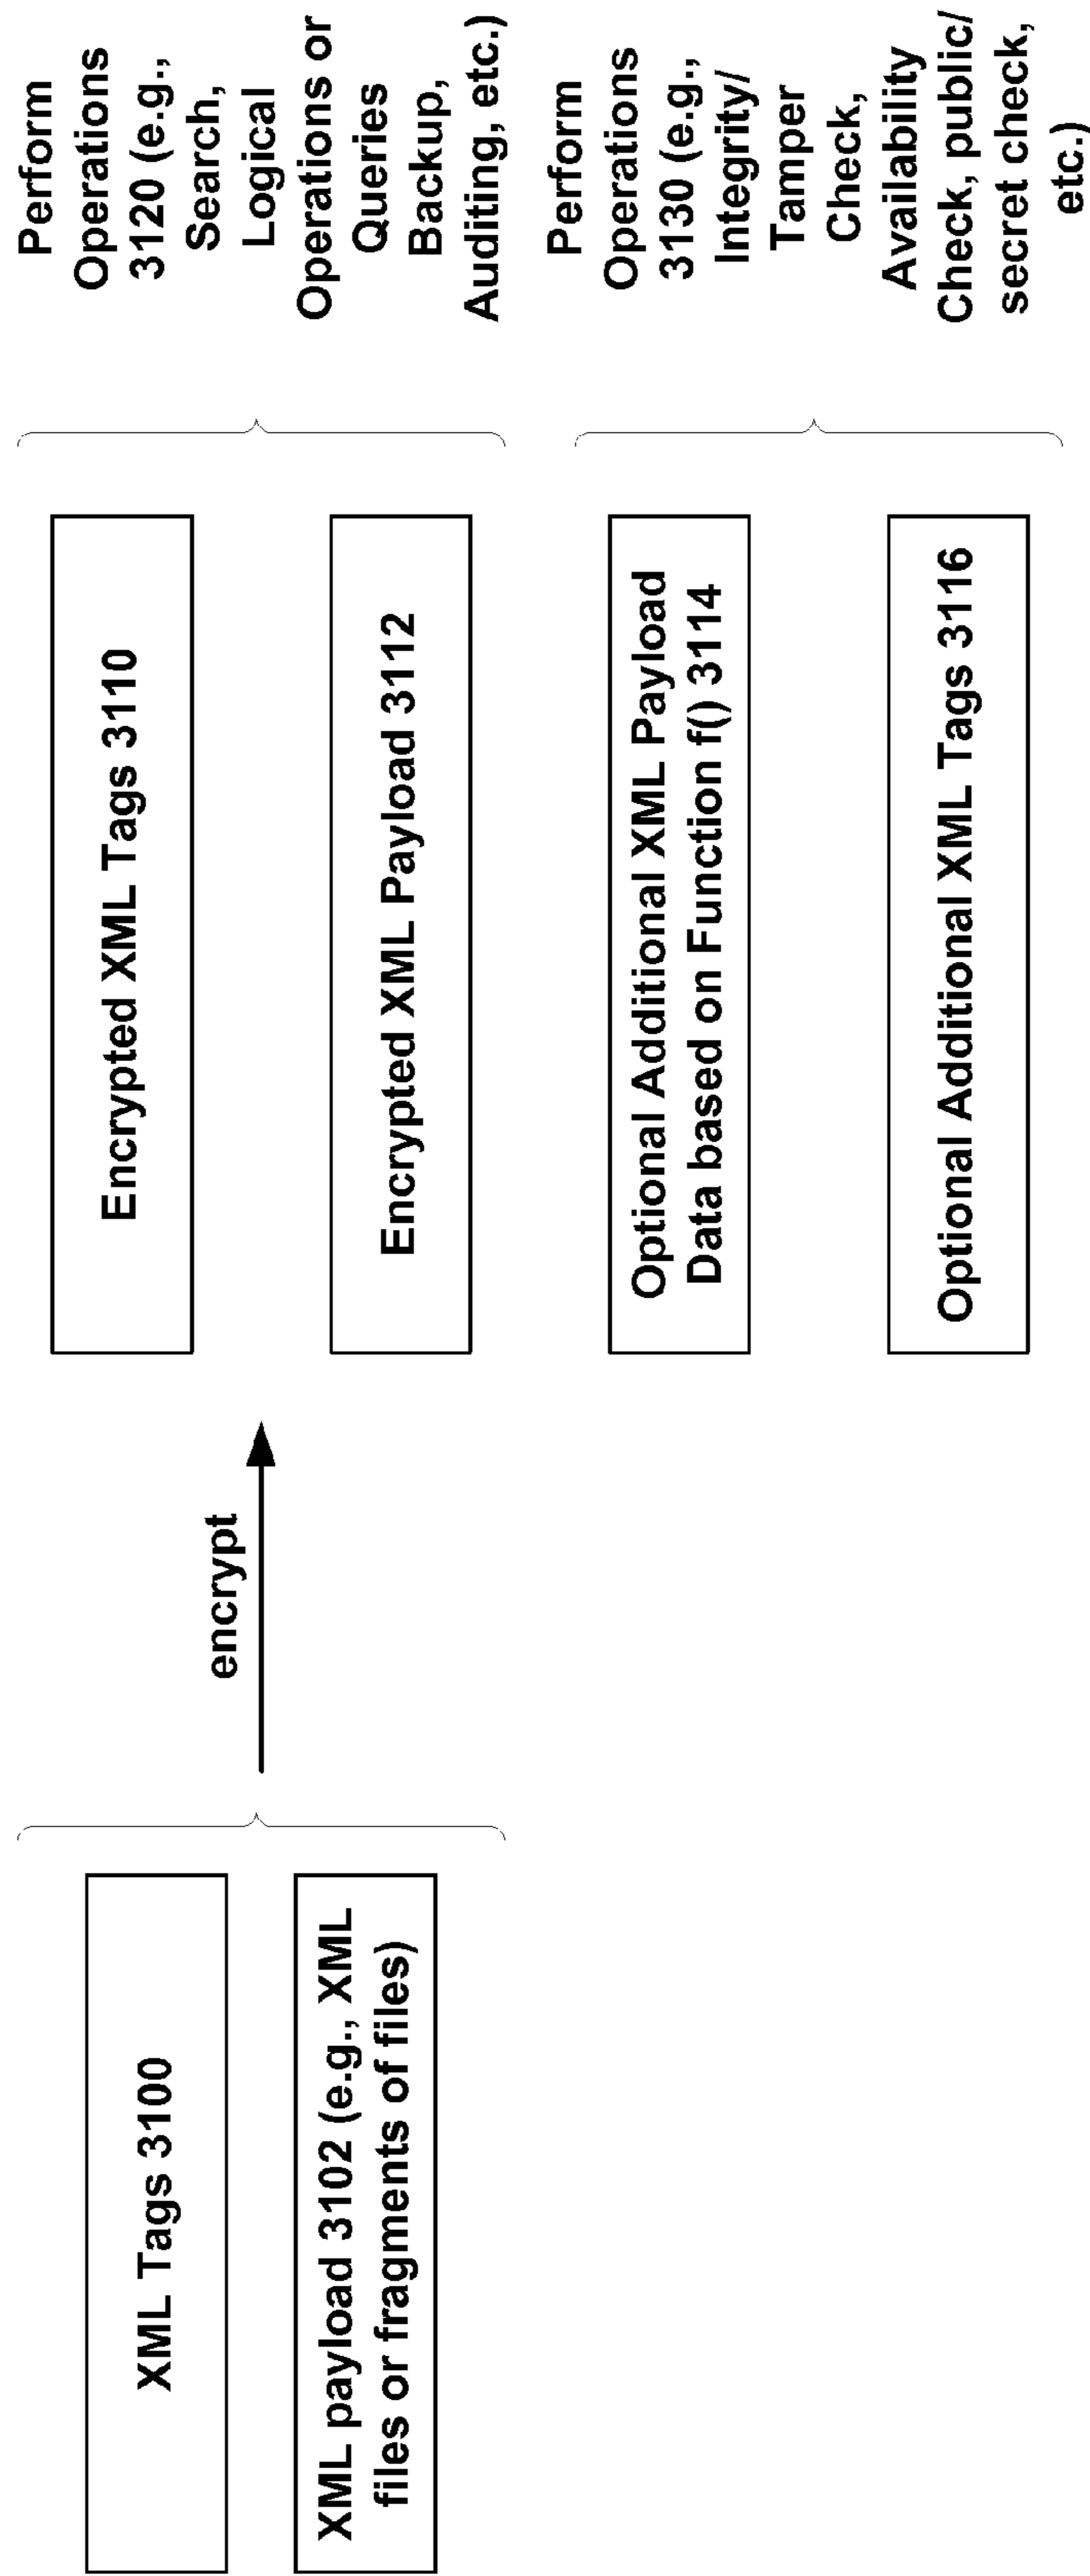 XML Tags 3100
XML payload 3102 (e.g., XML
files or fragments of files)
encrypt
Encrypted XML Tags 3110
Encrypted XML Payload 3112
Optional Additional XML Payload
Data based on Function f() 3114
Optional Additional XML Tags 3116
Perform
Operations
3120 (e.g.,
Search,
Logical
Operations or
Queries
Backup,
Auditing, etc.)
Perform
Operations
3130 (e.g.,
Integrity/
Tamper
Check,
Availability
Check, public/
secret check,
etc.)